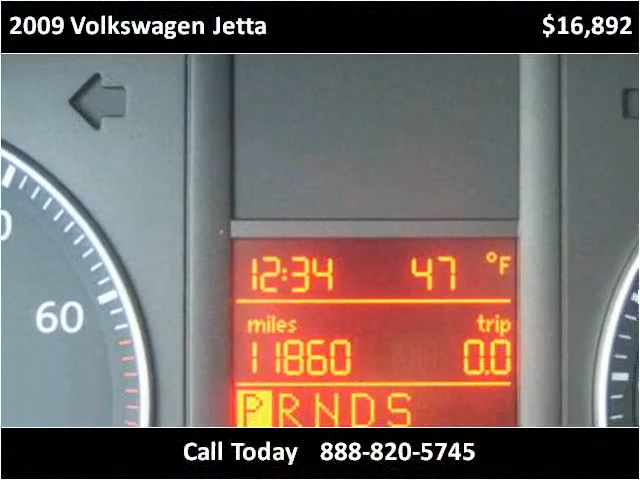 2009 Volkswagen Jetta $16,892
60
12:34 47 °F
miles trip
11860 0.0
P R N D S
Call Today 888-820-5745